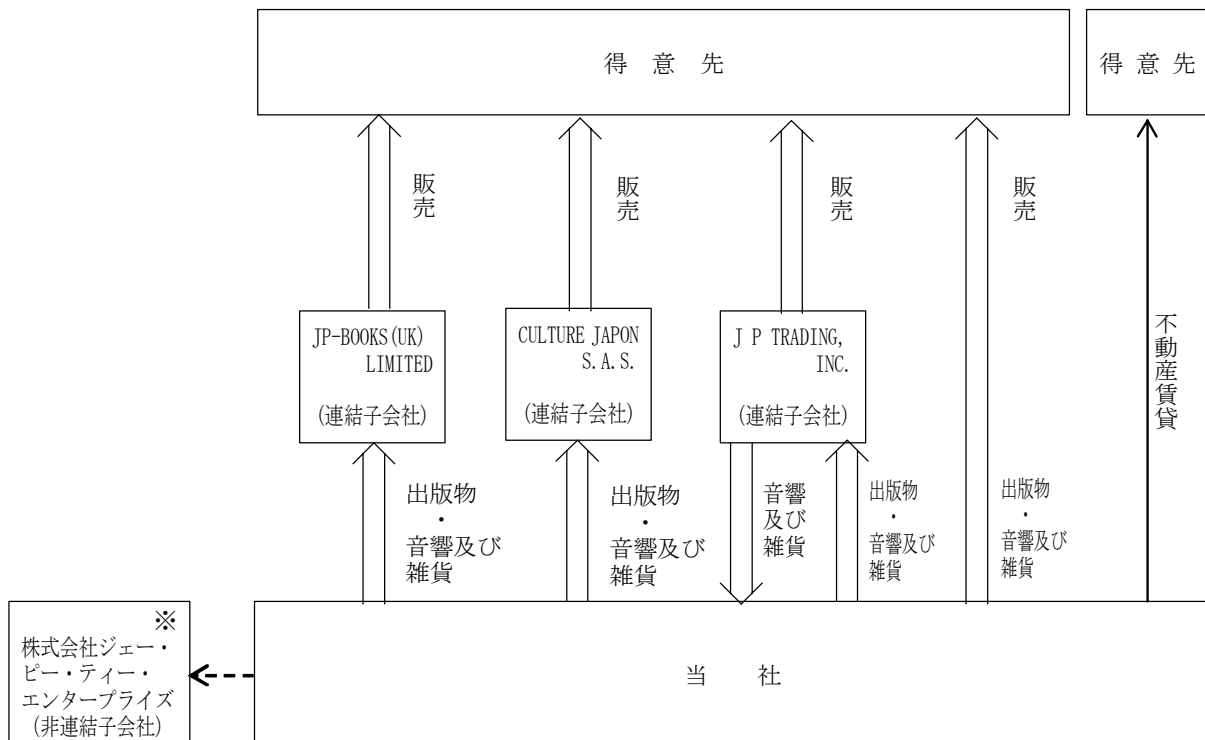 得 意 先
得 意 先
販売
販売
販売
販売
不動産賃貸
JP-BOOKS(UK)
LIMITED
(連結子会社)
CULTURE JAPON
S.A.S.
(連結子会社)
J P TRADING,
INC.
(連結子会社)
出版物
・
音響及び
雑貨
出版物
・
音響及び
雑貨
音響
及び
雑貨
出版物
・
音響及び
雑貨
出版物
・
音響及び
雑貨
※
株式会社ジェー・
ピー・ティー・
エンタープライズ
(非連結子会社)
当 社